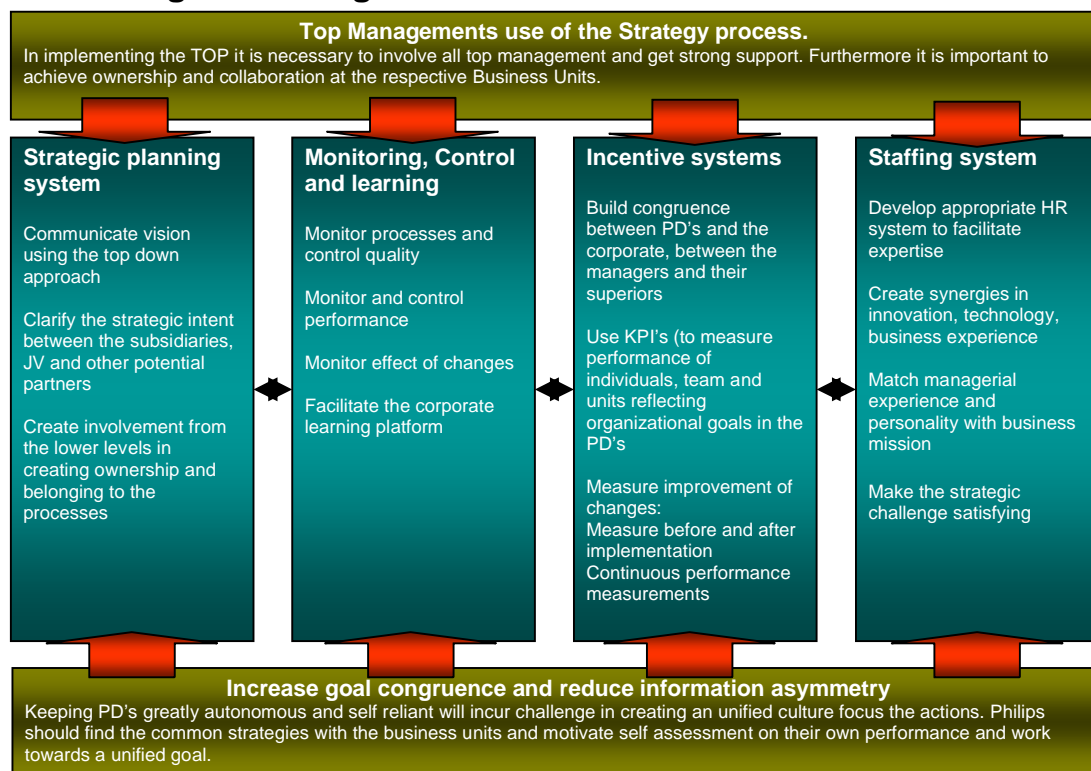 Top Managements use of the Strategy process.
In implementing the TOP it is necessary to involve all top management and get strong support. Furthermore it is important to
achieve ownership and collaboration at the respective Business Units.
Strategic planning
system
Communicate vision
using the top down
approach
Clarify the strategic intent
between the subsidiaries,
JV and other potential
partners
Create involvement from
the lower levels in
creating ownership and
belonging to the
processes
Monitoring, Control
and learning
Monitor processes and
control quality
Monitor and control
performance
Monitor effect of changes
Facilitate the corporate
learning platform
Incentive systems
Build congruence
between PD's and the
corporate, between the
managers and their
superiors
Use KPI's (to measure
performance of
individuals, team and
units reflecting
organizational goals in the
PD's
Measure improvement of
changes:
Measure before and after
implementation
Continuous performance
measurements
Staffing system
Develop appropriate HR
system to facilitate
expertise
Create synergies in
innovation, technology,
business experience
Match managerial
experience and
personality with business
mission
Make the strategic
challenge satisfying
Increase goal congruence and reduce information asymmetry
Keeping PD's greatly autonomous and self reliant will incur challenge in creating an unified culture focus the actions. Philips
should find the common strategies with the business units and motivate self assessment on their own performance and work
towards a unified goal.